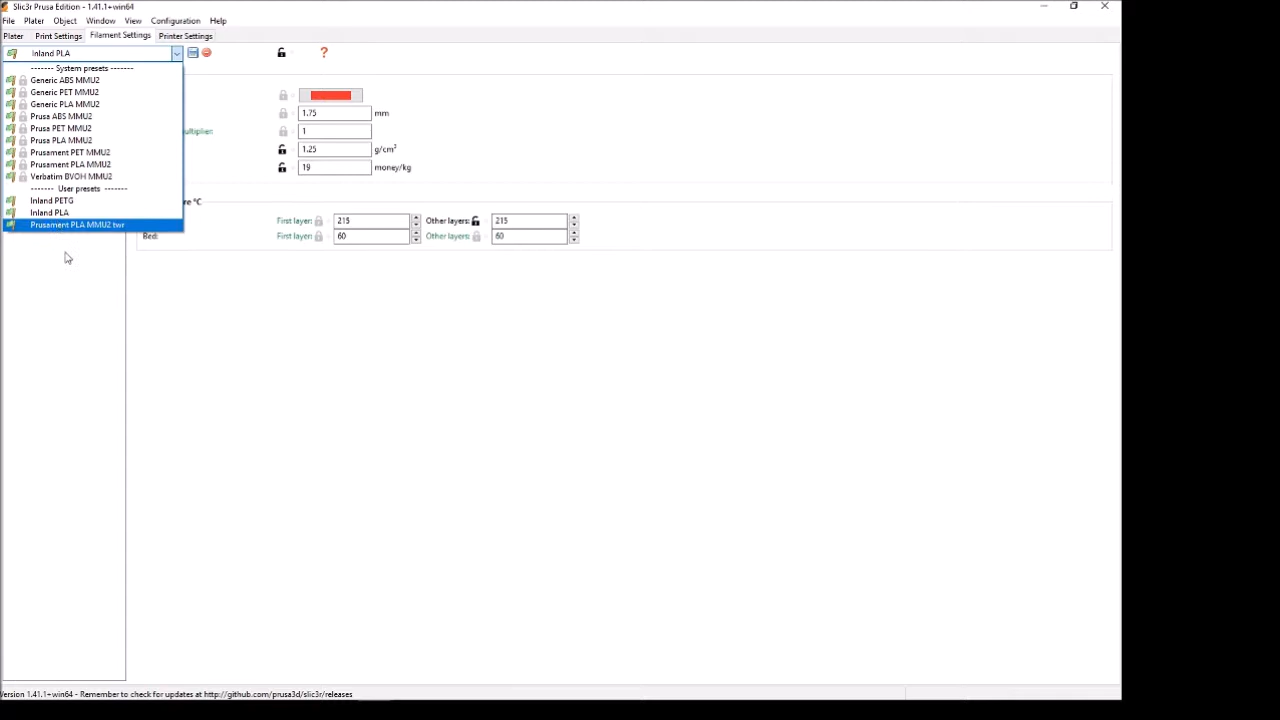 Slic3r Prusa Edition - 1.41.1+win64
File Plater Object Window View Configuration Help
Plater Print Settings Filament Settings Printer Settings
Inland PLA
?
------- System presets -------
Generic ABS MMU2
Generic PET MMU2
Generic PLA MMU2
Prusa ABS MMU2
Prusa PET MMU2
Prusa PLA MMU2
Prusament PET MMU2
Prusament PLA MMU2
Verbatim BVOH MMU2
------- User presets -------
Inland PETG
Inland PLA
Prusament PLA MMU2 twr
1.75 mm
multiplier: 1
1.25 g/cm³
19 money/kg
°C
First layer: 215 Other layers: 215
Bed: First layer: 60 Other layers: 60
Version 1.41.1+win64 - Remember to check for updates at http://github.com/prusa3d/slic3r/releases